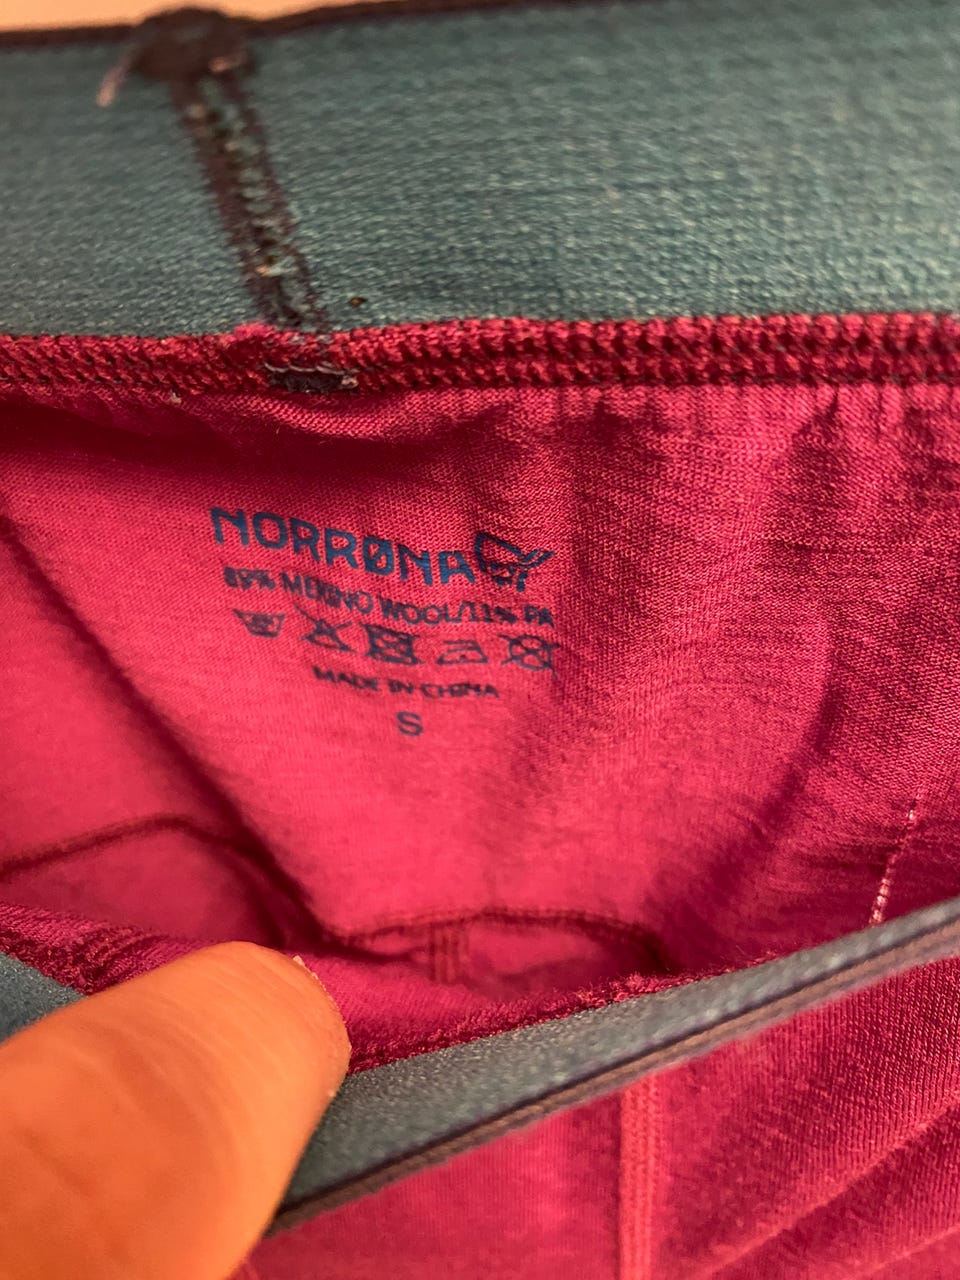 NORRØNA
89% MERINO WOOL/11% PA
MADE IN CHINA
S